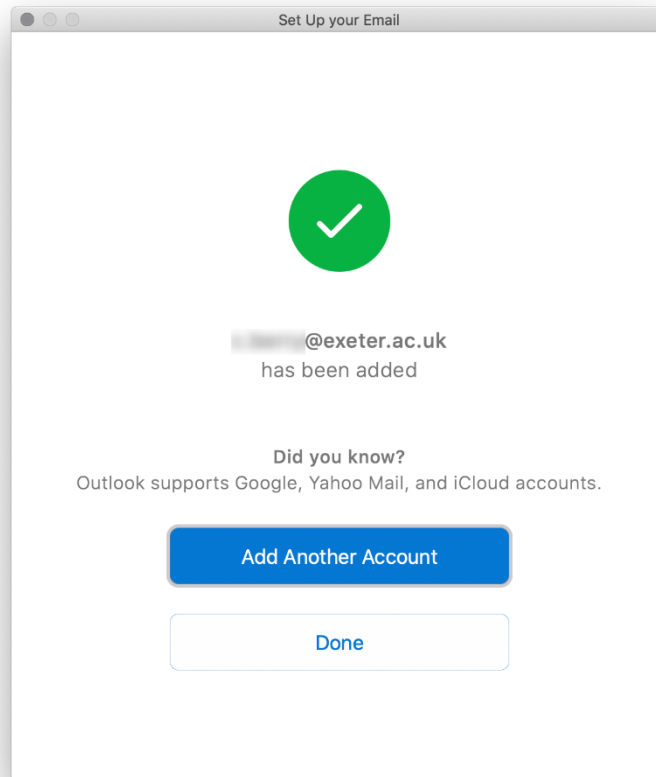 Set Up your Email
@exeter.ac.uk
has been added
Did you know?
Outlook supports Google, Yahoo Mail, and iCloud accounts.
Add Another Account
Done